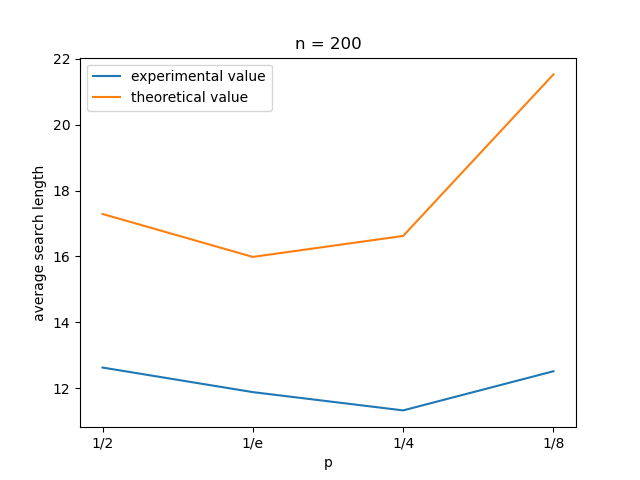 n = 200
22
20
18
16
14
12
average search length
experimental value
theoretical value
1/2
1/e
1/4
1/8
p